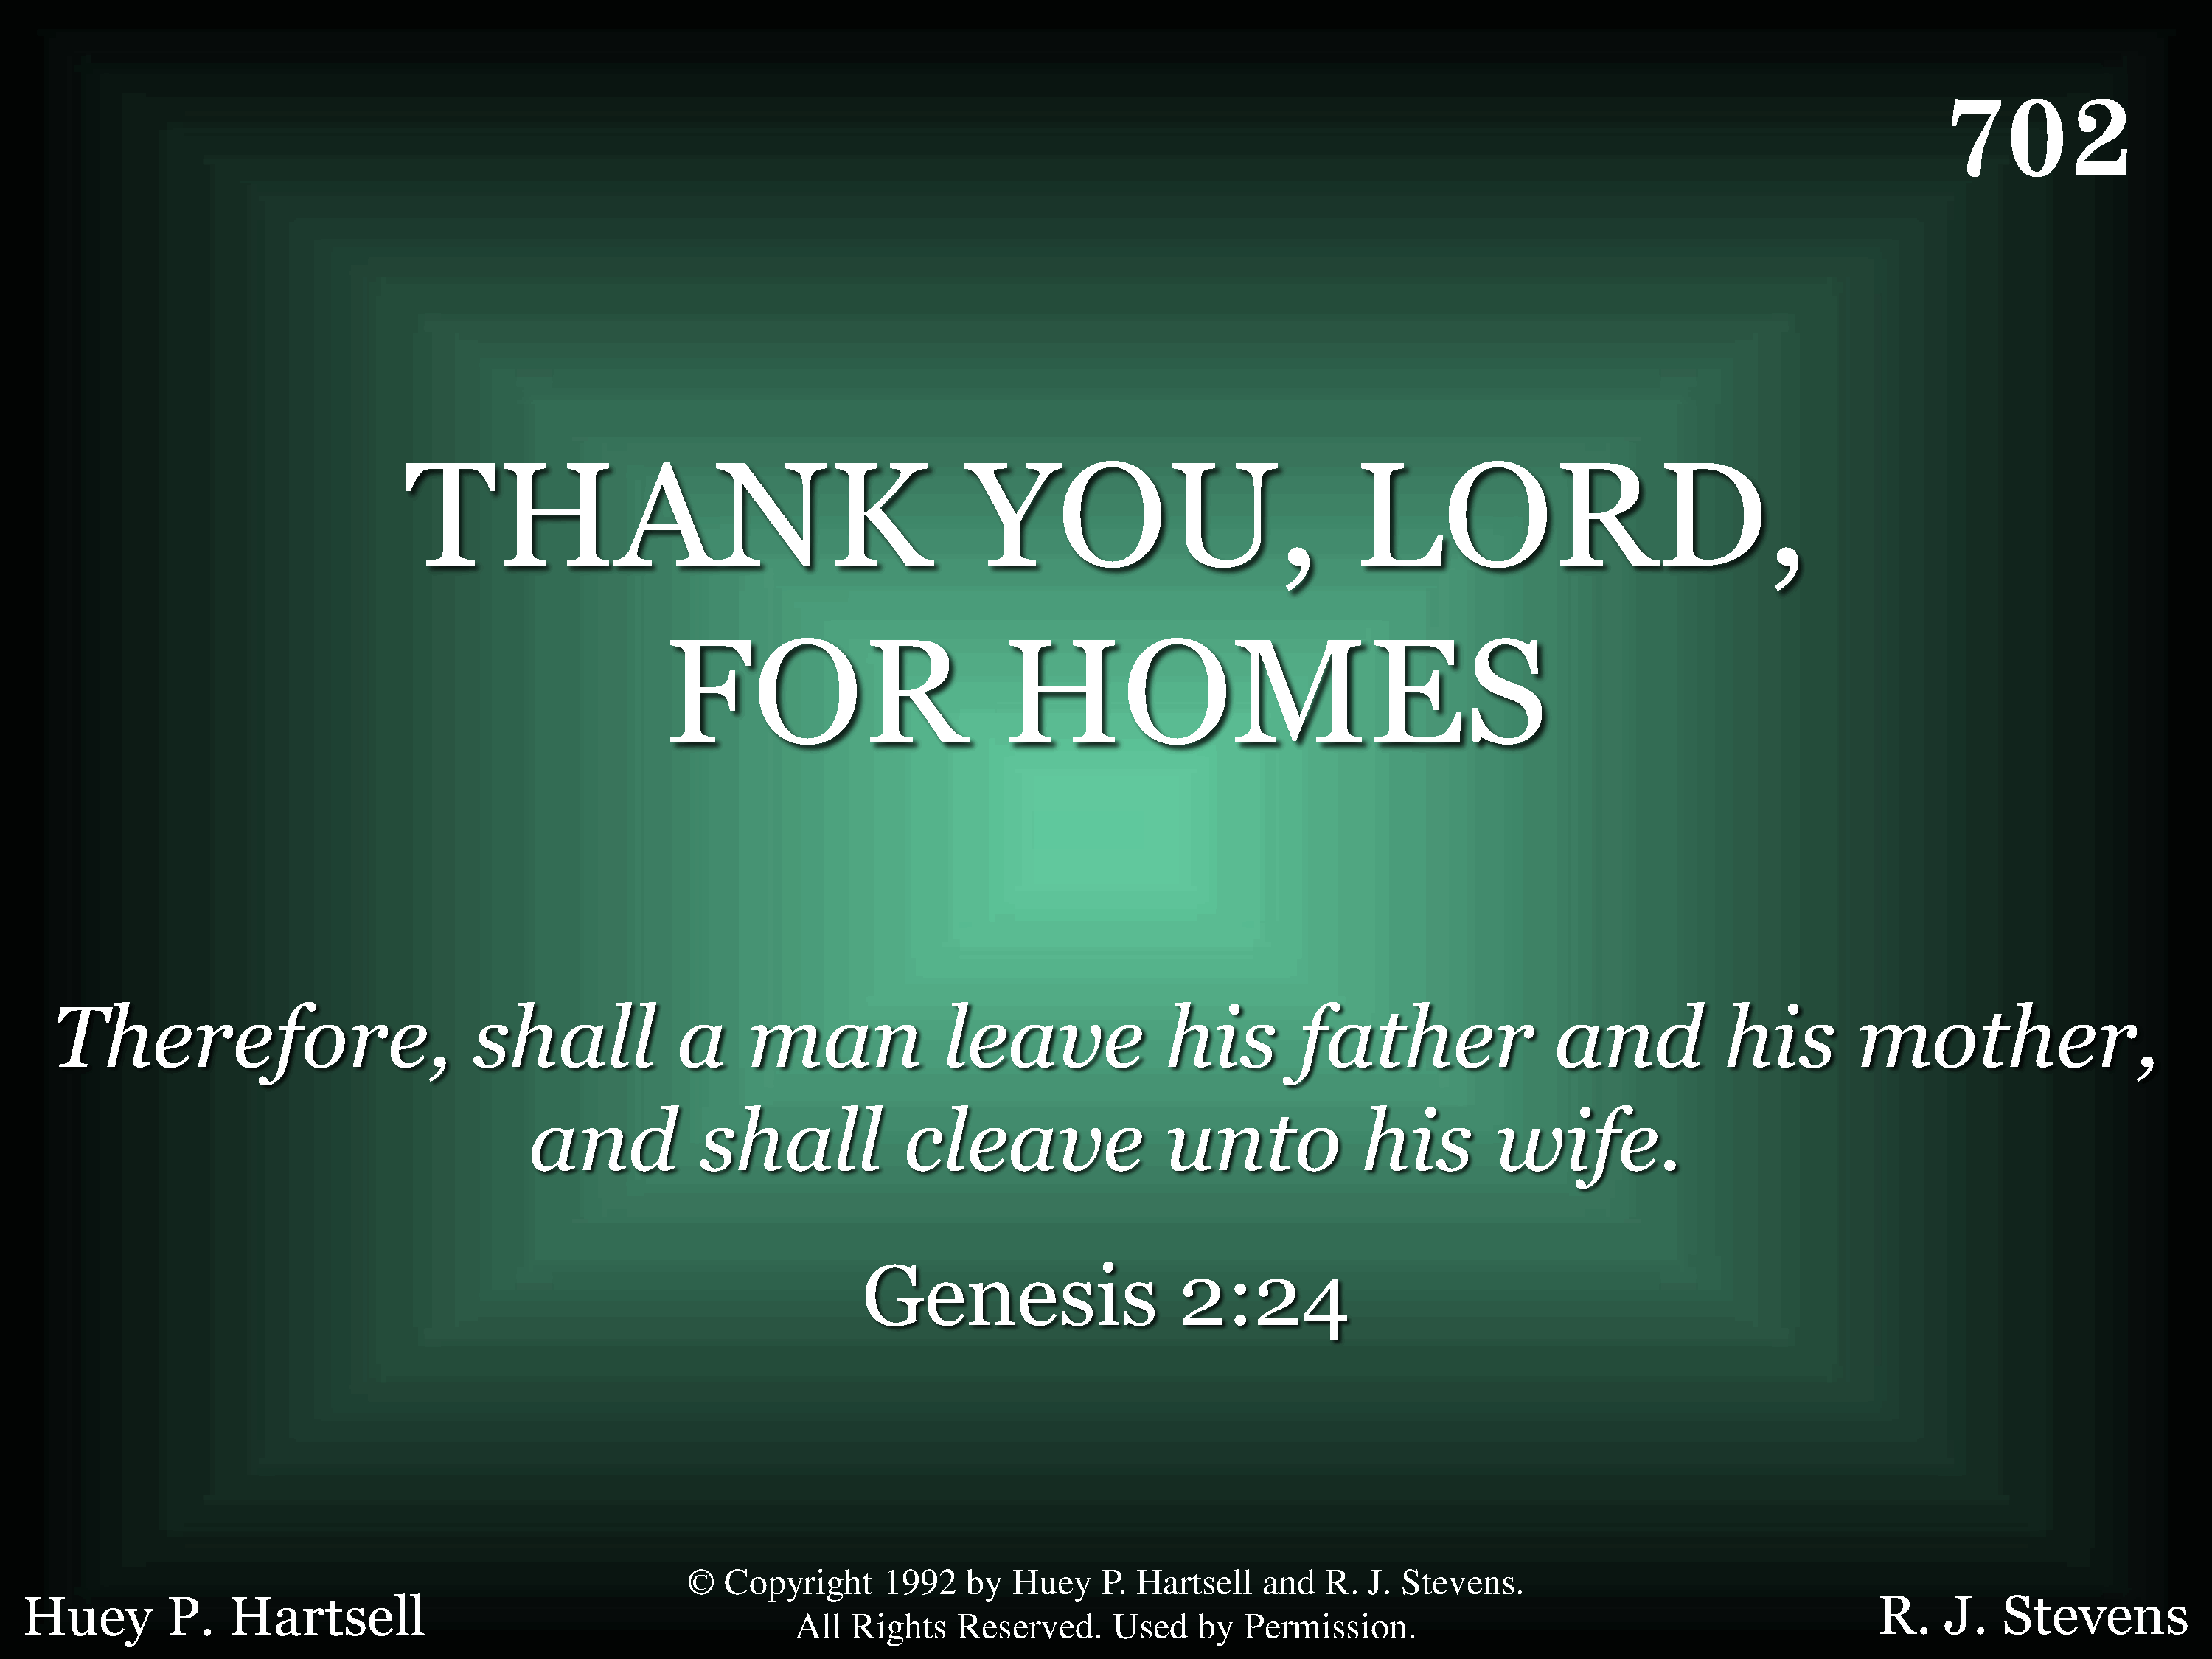 702
THANK YOU, LORD,
FOR HOMES
Therefore, shall a man leave his father and his mother,
and shall cleave unto his wife.
Genesis 2:24
© Copyright 1992 by Huey P. Hartsell and R. J. Stevens.
All Rights Reserved. Used by Permission.
Huey P. Hartsell
R. J. Stevens